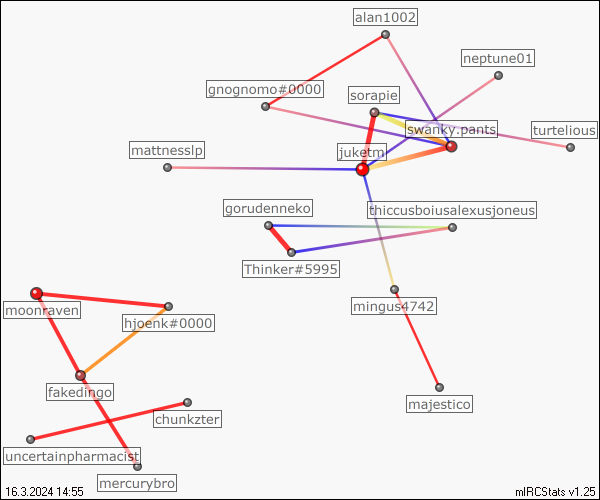 alan1002
neptune01
gnognomo#0000
sorapie
swanky.pants
turtelious
mattnesslp
juketm
gorudenneko
thiccusboiusalexusjoneus
Thinker#5995
moonraven
mingus4742
hjoenk#0000
fakedingo
majestico
chunkzter
uncertainpharmacist
mercurybro
16.3.2024 14:55
mIRCStats v1.25